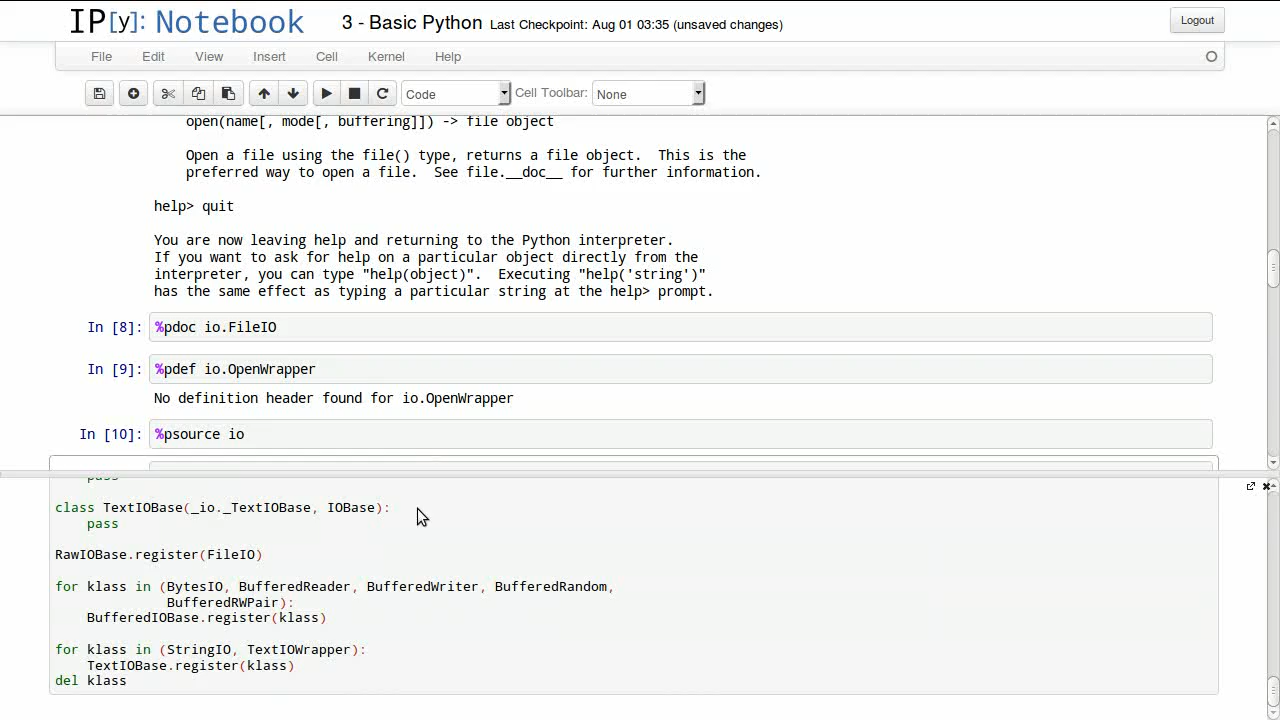 IP[y]: Notebook 3 - Basic Python Last Checkpoint: Aug 01 03:35 (unsaved changes) Logout
File Edit View Insert Cell Kernel Help
Code Cell Toolbar: None
open(name[, mode[, buffering]]) -> file object
Open a file using the file() type, returns a file object.  This is the
preferred way to open a file.  See file.__doc__ for further information.
help> quit
You are now leaving help and returning to the Python interpreter.
If you want to ask for help on a particular object directly from the
interpreter, you can type "help(object)".  Executing "help('string')"
has the same effect as typing a particular string at the help> prompt.
In [8]: %pdoc io.FileIO
In [9]: %pdef io.OpenWrapper
No definition header found for io.OpenWrapper
In [10]: %psource io
pass
class TextIOBase(_io._TextIOBase, IOBase):
pass
RawIOBase.register(FileIO)
for klass in (BytesIO, BufferedReader, BufferedWriter, BufferedRandom,
BufferedRWPair):
BufferedIOBase.register(klass)
for klass in (StringIO, TextIOWrapper):
TextIOBase.register(klass)
del klass